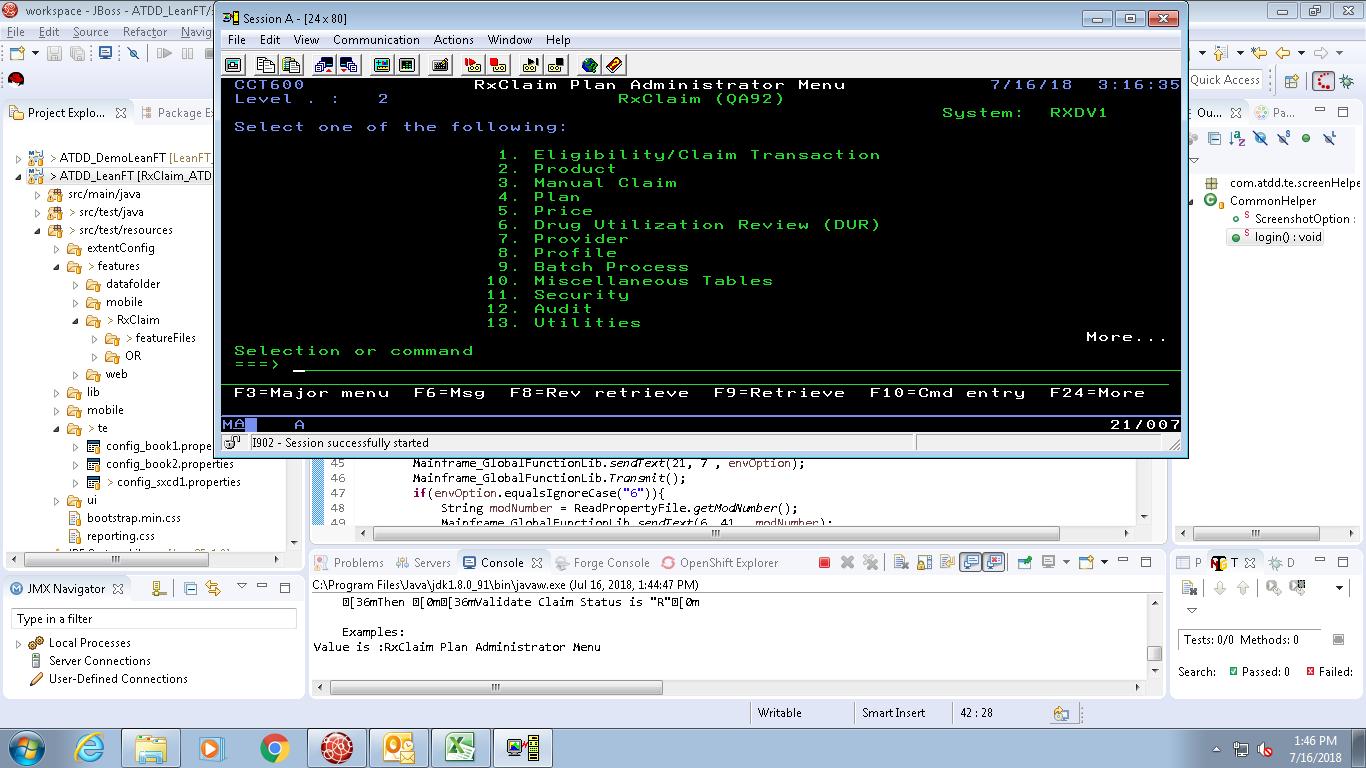 workspace - JBoss - ATDD_LeanFT/
File Edit Source Refactor Navig
Project Explo...
Package E
> ATDD_DemoLeanFT [LeanFT_
> ATDD_LeanFT [RxClaim_ATD
src/main/java
> src/test/java
> src/test/resources
extentConfig
> features
datafolder
mobile
> RxClaim
> featureFiles
OR
web
lib
mobile
> te
config_book1.prope
config_book2.properties
> config_sxcd1.properties
ui
bootstrap.min.css
reporting.css
Session A - [24 x 80]
File Edit View Communication Actions Window Help
CCT600 RxClaim Plan Administrator Menu 7/16/18 3:16:35
Level . : 2 RxClaim (QA92)
System: RXDV1
Select one of the following:
1. Eligibility/Claim Transaction
2. Product
3. Manual Claim
4. Plan
5. Price
6. Drug Utilization Review (DUR)
7. Provider
8. Profile
9. Batch Process
10. Miscellaneous Tables
11. Security
12. Audit
13. Utilities
More...
Selection or command
===>
F3=Major menu F6=Msg F8=Rev retrieve F9=Retrieve F10=Cmd entry F24=More
MA A 21/007
I902 - Session successfully started
45 Mainframe_GlobalFunctionLib.sendText(21, 7 , envOption);
46 Mainframe_GlobalFunctionLib.Transmit();
47 if(envOption.equalsIgnoreCase("6")){
48 String modNumber = ReadPropertyFile.getModNumber();
49 Mainframe_GlobalFunctionLib.sendText(6, 41, modNumber);
Quick Access
Ou...
Pa...
com.atdd.te.screenHelpe
CommonHelper
ScreenshotOption :
login() : void
JMX Navigator
Type in a filter
Local Processes
Server Connections
User-Defined Connections
Problems Servers Console Forge Console OpenShift Explorer
C:\Program Files\Java\jdk1.8.0_91\bin\javaw.exe (Jul 16, 2018, 1:44:47 PM)
[36mThen [0m[36mValidate Claim Status is "R"[0m
Examples:
Value is :RxClaim Plan Administrator Menu
P T D
Tests: 0/0 Methods: 0
Search: Passed: 0 Failed:
Writable Smart Insert 42 : 28
1:46 PM
7/16/2018